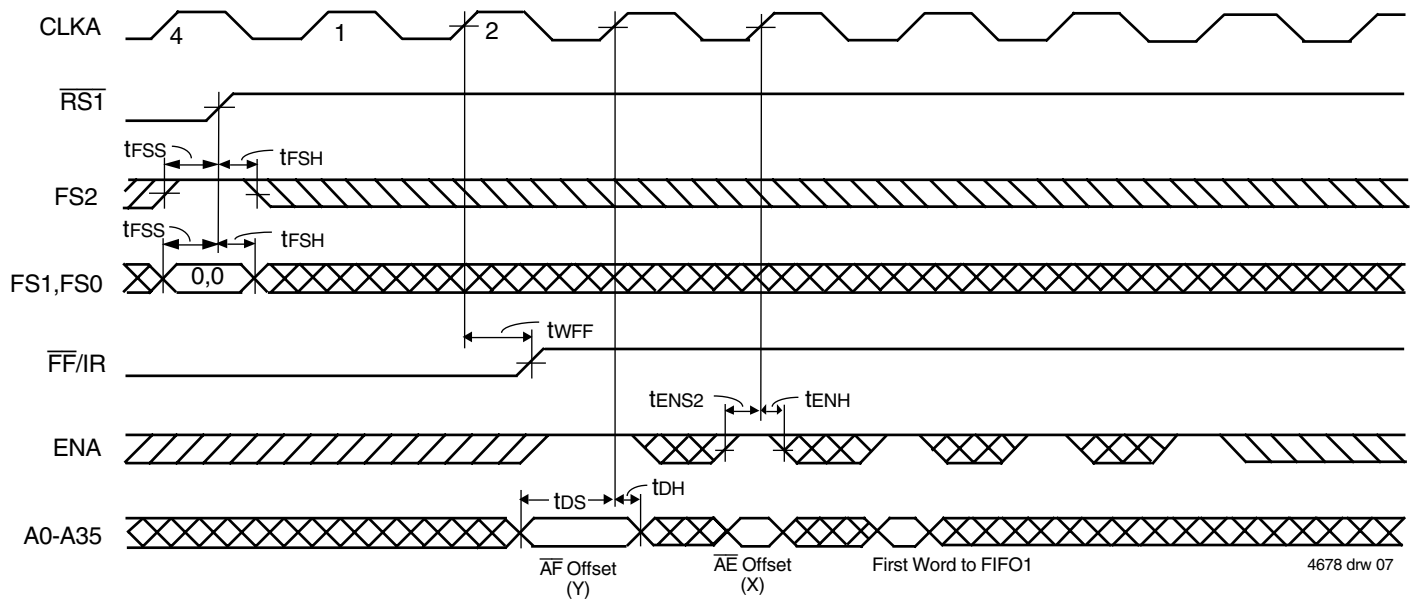 CLKA
4
1
2
RS1
tFSS
tFSH
FS2
tFSS
tFSH
FS1,FS0
0,0
tWFF
FF/IR
tENS2
tENH
ENA
tDS
tDH
A0-A35
AF Offset
(Y)
AE Offset
(X)
First Word to FIFO1
4678 drw 07